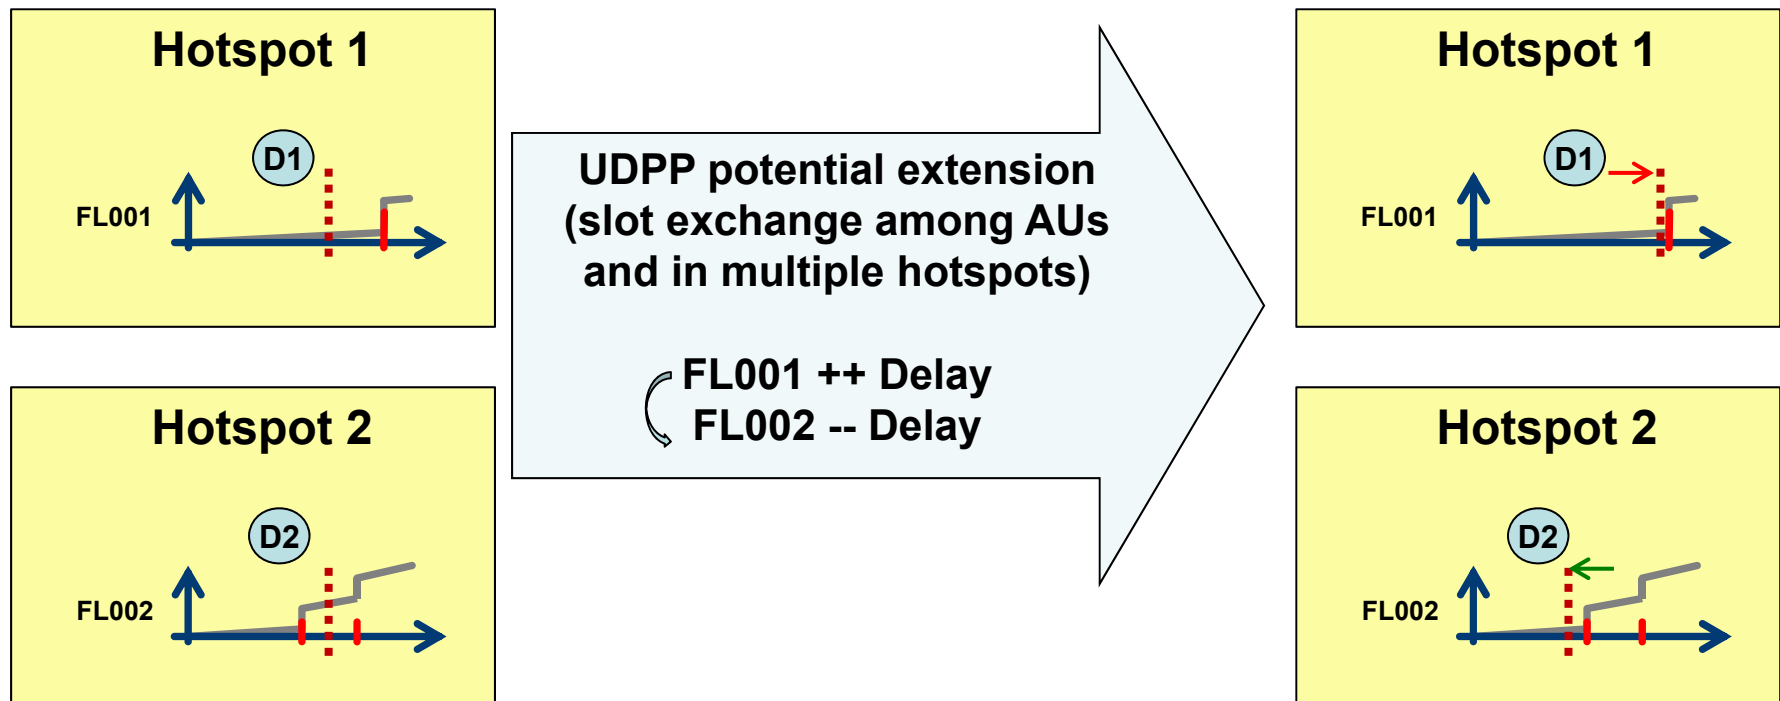 Hotspot 1
D1
FL001
Hotspot 2
D2
FL002
UDPP potential extension
(slot exchange among AUs
and in multiple hotspots)
FL001 ++ Delay
FL002 -- Delay
Hotspot 1
D1
FL001
Hotspot 2
D2
FL002